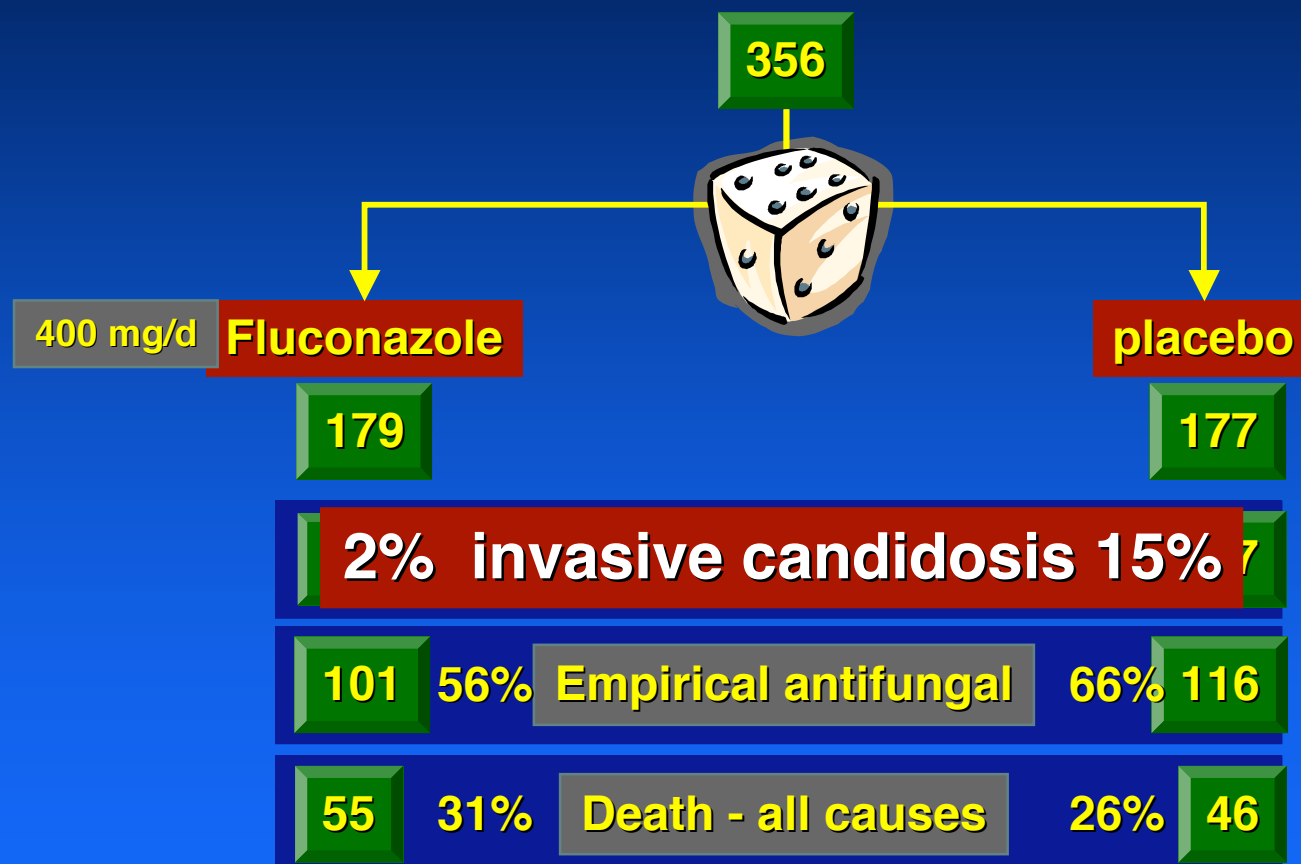 356
400 mg/d Fluconazole placebo
179 177
2% invasive candidosis 15% 7
101 56% Empirical antifungal 66% 116
55 31% Death - all causes 26% 46